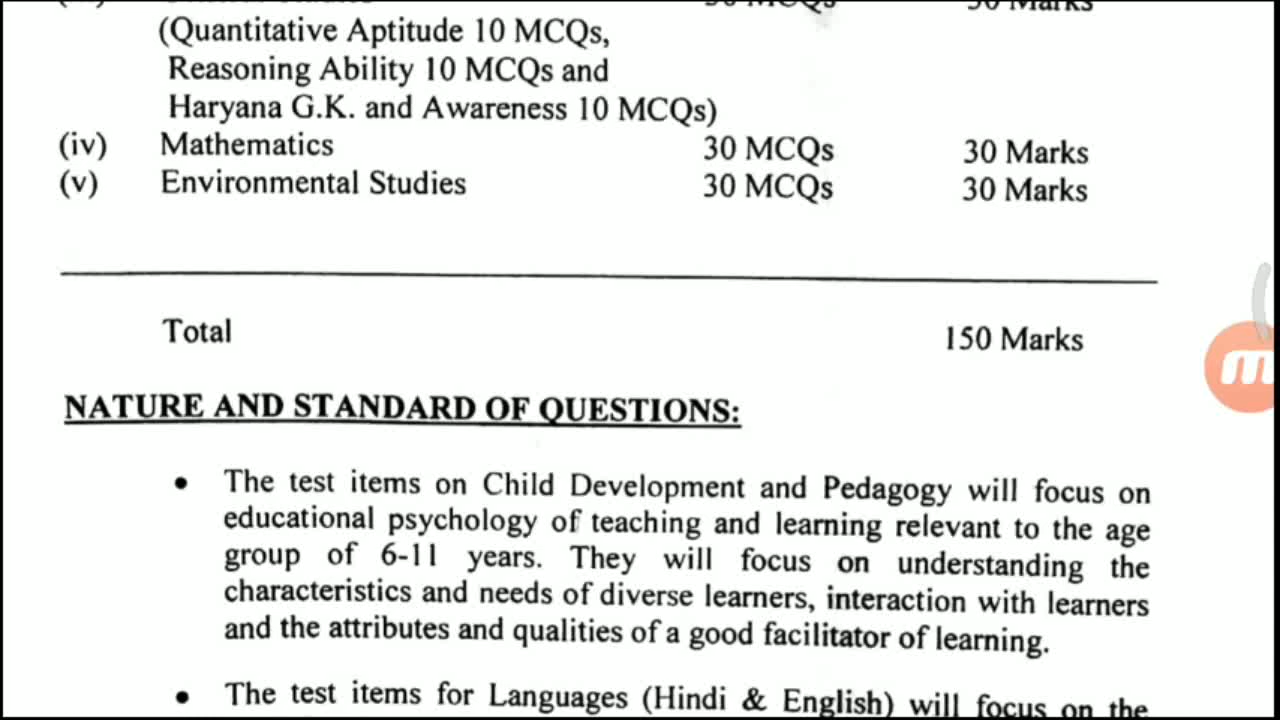 30 MCQs 30 Marks
(Quantitative Aptitude 10 MCQs,
Reasoning Ability 10 MCQs and
Haryana G.K. and Awareness 10 MCQs)
(iv) Mathematics 30 MCQs 30 Marks
(v) Environmental Studies 30 MCQs 30 Marks
Total 150 Marks
NATURE AND STANDARD OF QUESTIONS:
• The test items on Child Development and Pedagogy will focus on
educational psychology of teaching and learning relevant to the age
group of 6-11 years. They will focus on understanding the
characteristics and needs of diverse learners, interaction with learners
and the attributes and qualities of a good facilitator of learning.
• The test items for Languages (Hindi & English) will focus on the